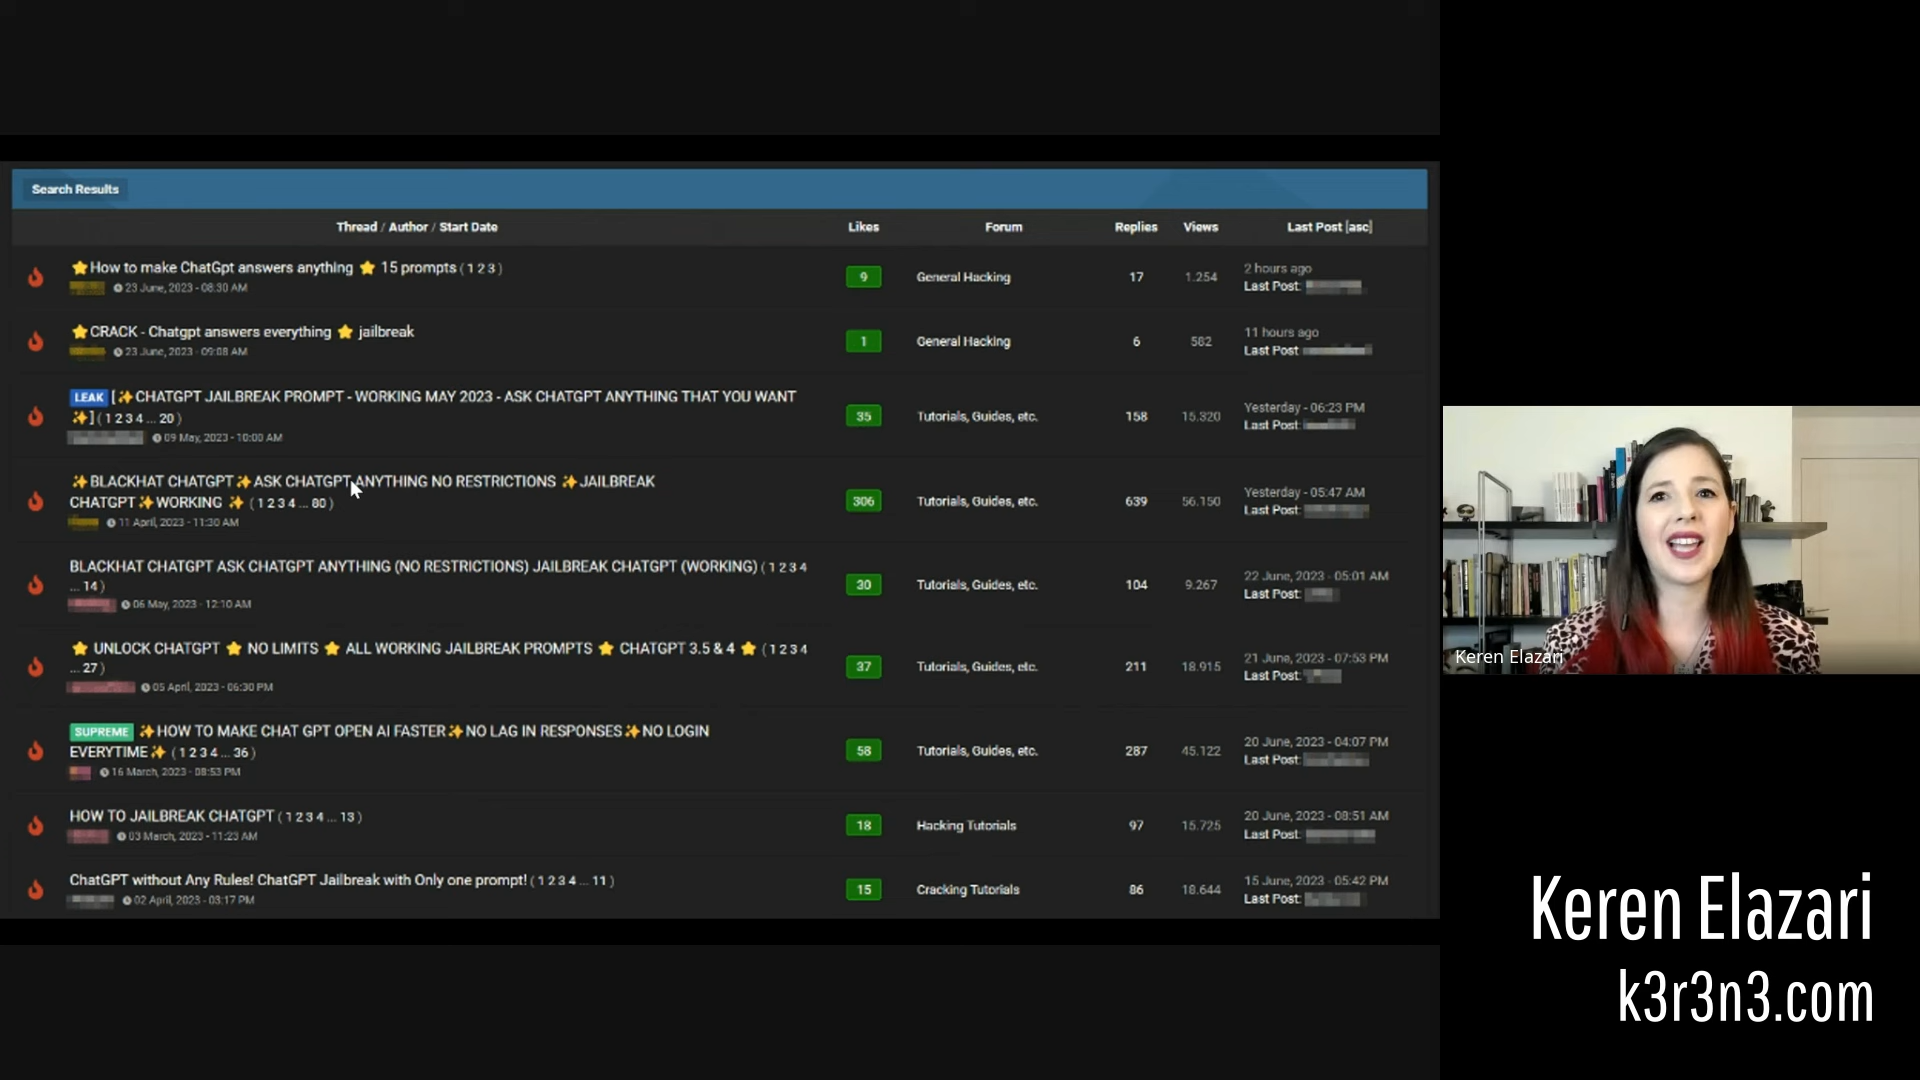 Search Results
Thread / Author / Start Date Likes Forum Replies Views Last Post [asc]
⭐How to make ChatGpt answers anything ⭐ 15 prompts ( 1 2 3 )
23 June, 2023 - 08:30 AM
9 General Hacking 17 1.254
2 hours ago
Last Post:
⭐CRACK - Chatgpt answers everything ⭐ jailbreak
23 June, 2023 - 09:08 AM
1 General Hacking 6 582
11 hours ago
Last Post
LEAK [✨CHATGPT JAILBREAK PROMPT - WORKING MAY 2023 - ASK CHATGPT ANYTHING THAT YOU WANT
✨] ( 1 2 3 4 ... 20 )
09 May, 2023 - 10:00 AM
35 Tutorials, Guides, etc. 158 15.320
Yesterday - 06:23 PM
Last Post:
✨BLACKHAT CHATGPT✨ASK CHATGPT ANYTHING NO RESTRICTIONS ✨JAILBREAK
CHATGPT✨WORKING ✨ ( 1 2 3 4 ... 80 )
11 April, 2023 - 11:30 AM
306 Tutorials, Guides, etc. 639 56.150
Yesterday - 05:47 AM
Last Post:
BLACKHAT CHATGPT ASK CHATGPT ANYTHING (NO RESTRICTIONS) JAILBREAK CHATGPT (WORKING) ( 1 2 3 4
... 14 )
06 May, 2023 - 12:10 AM
30 Tutorials, Guides, etc. 104 9.267
22 June, 2023 - 05:01 AM
Last Post:
⭐ UNLOCK CHATGPT ⭐ NO LIMITS ⭐ ALL WORKING JAILBREAK PROMPTS ⭐ CHATGPT 3.5 & 4 ⭐ ( 1 2 3 4
... 27 )
05 April, 2023 - 06:30 PM
37 Tutorials, Guides, etc. 211 18.915
21 June, 2023 - 07:53 PM
Last Post:
SUPREME ✨HOW TO MAKE CHAT GPT OPEN AI FASTER✨NO LAG IN RESPONSES✨NO LOGIN
EVERYTIME✨ ( 1 2 3 4 ... 36 )
16 March, 2023 - 08:53 PM
58 Tutorials, Guides, etc. 287 45.122
20 June, 2023 - 04:07 PM
Last Post:
HOW TO JAILBREAK CHATGPT ( 1 2 3 4 ... 13 )
03 March, 2023 - 11:23 AM
18 Hacking Tutorials 97 15.725
20 June, 2023 - 08:51 AM
Last Post:
ChatGPT without Any Rules! ChatGPT Jailbreak with Only one prompt! ( 1 2 3 4 ... 11 )
02 April, 2023 - 03:17 PM
15 Cracking Tutorials 86 18.644
15 June, 2023 - 05:42 PM
Last Post:
Keren Elazari
Keren Elazari
k3r3n3.com